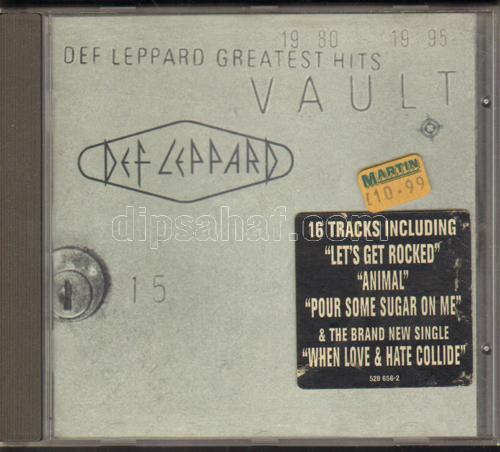 19 80 - 19 95
DEF LEPPARD GREATEST HITS
VAULT
DEF LEPPARD
MARTIN
£10-99
dipsahaf.com
16 TRACKS INCLUDING
"LET'S GET ROCKED"
"ANIMAL"
"POUR SOME SUGAR ON ME"
& THE BRAND NEW SINGLE
"WHEN LOVE & HATE COLLIDE"
528 656-2
15